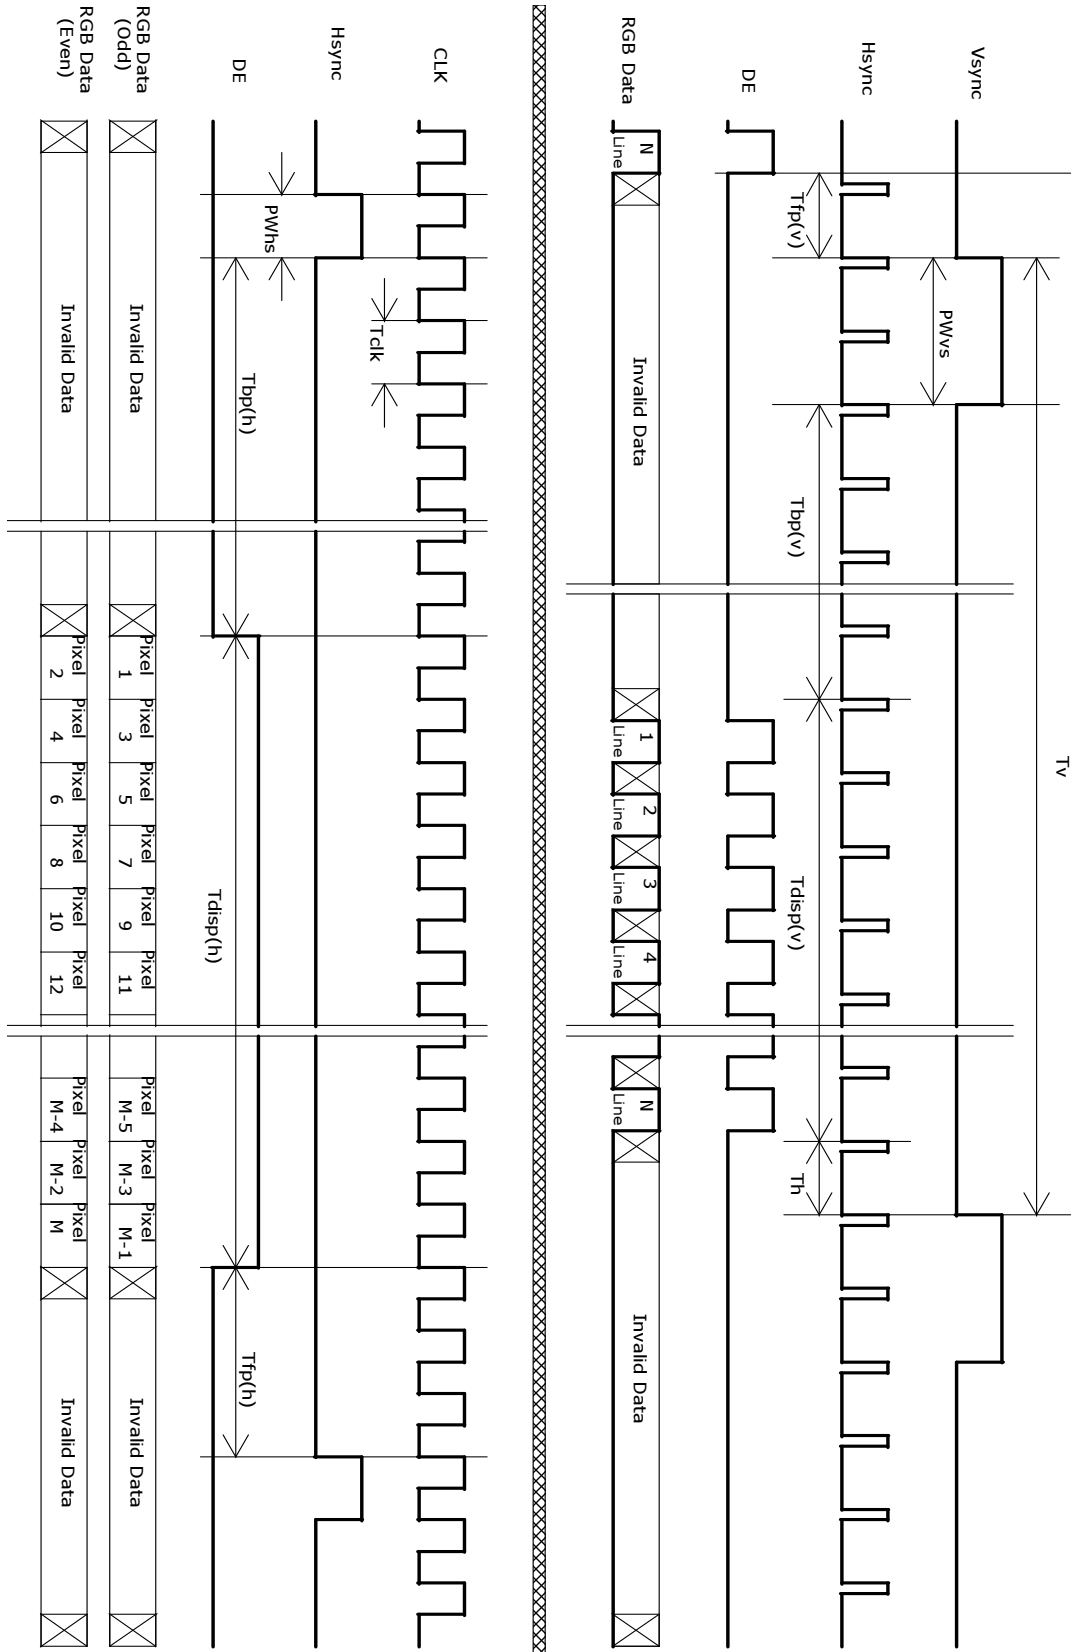 Vsync
Tv
PWvs
Hsync
Tfp(v)
Tbp(v)
Tdisp(v)
Th
DE
RGB Data
Line N
Invalid Data
Line 1
Line 2
Line 3
Line 4
Line N
Invalid Data
CLK
Tclk
Hsync
PWhs
DE
Tbp(h)
Tdisp(h)
Tfp(h)
RGB Data
(Odd)
Invalid Data
Pixel 1
Pixel 3
Pixel 5
Pixel 7
Pixel 9
Pixel 11
Pixel M-5
Pixel M-3
Pixel M-1
Invalid Data
RGB Data
(Even)
Invalid Data
Pixel 2
Pixel 4
Pixel 6
Pixel 8
Pixel 10
Pixel 12
Pixel M-4
Pixel M-2
Pixel M
Invalid Data